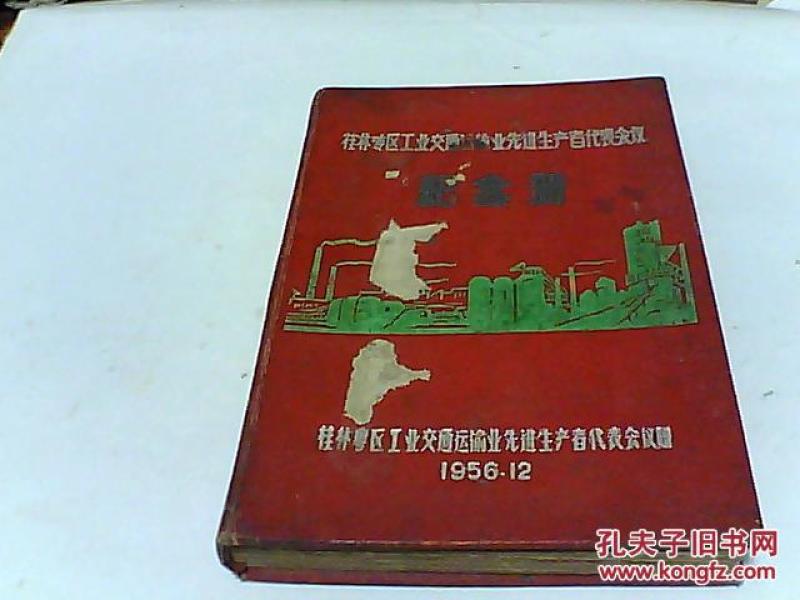 桂林专区工业交通运输业先进生产者代表会议
纪念册
桂林专区工业交通运输业先进生产者代表会议赠
1956·12
孔夫子旧书网
www.kongfz.com